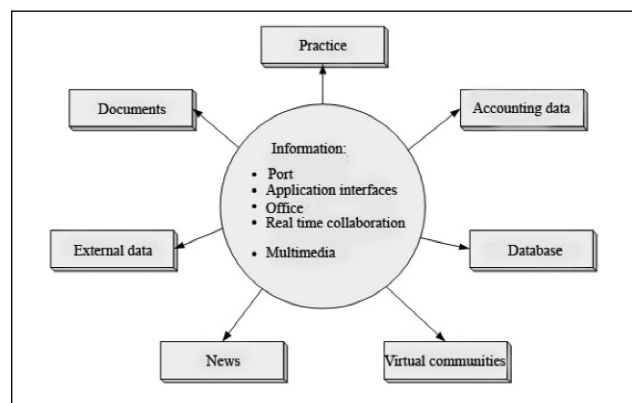 Practice
Documents
Accounting data
Information:
• Port
• Application interfaces
• Office
• Real time collaboration
• Multimedia
External data
Database
News
Virtual communities